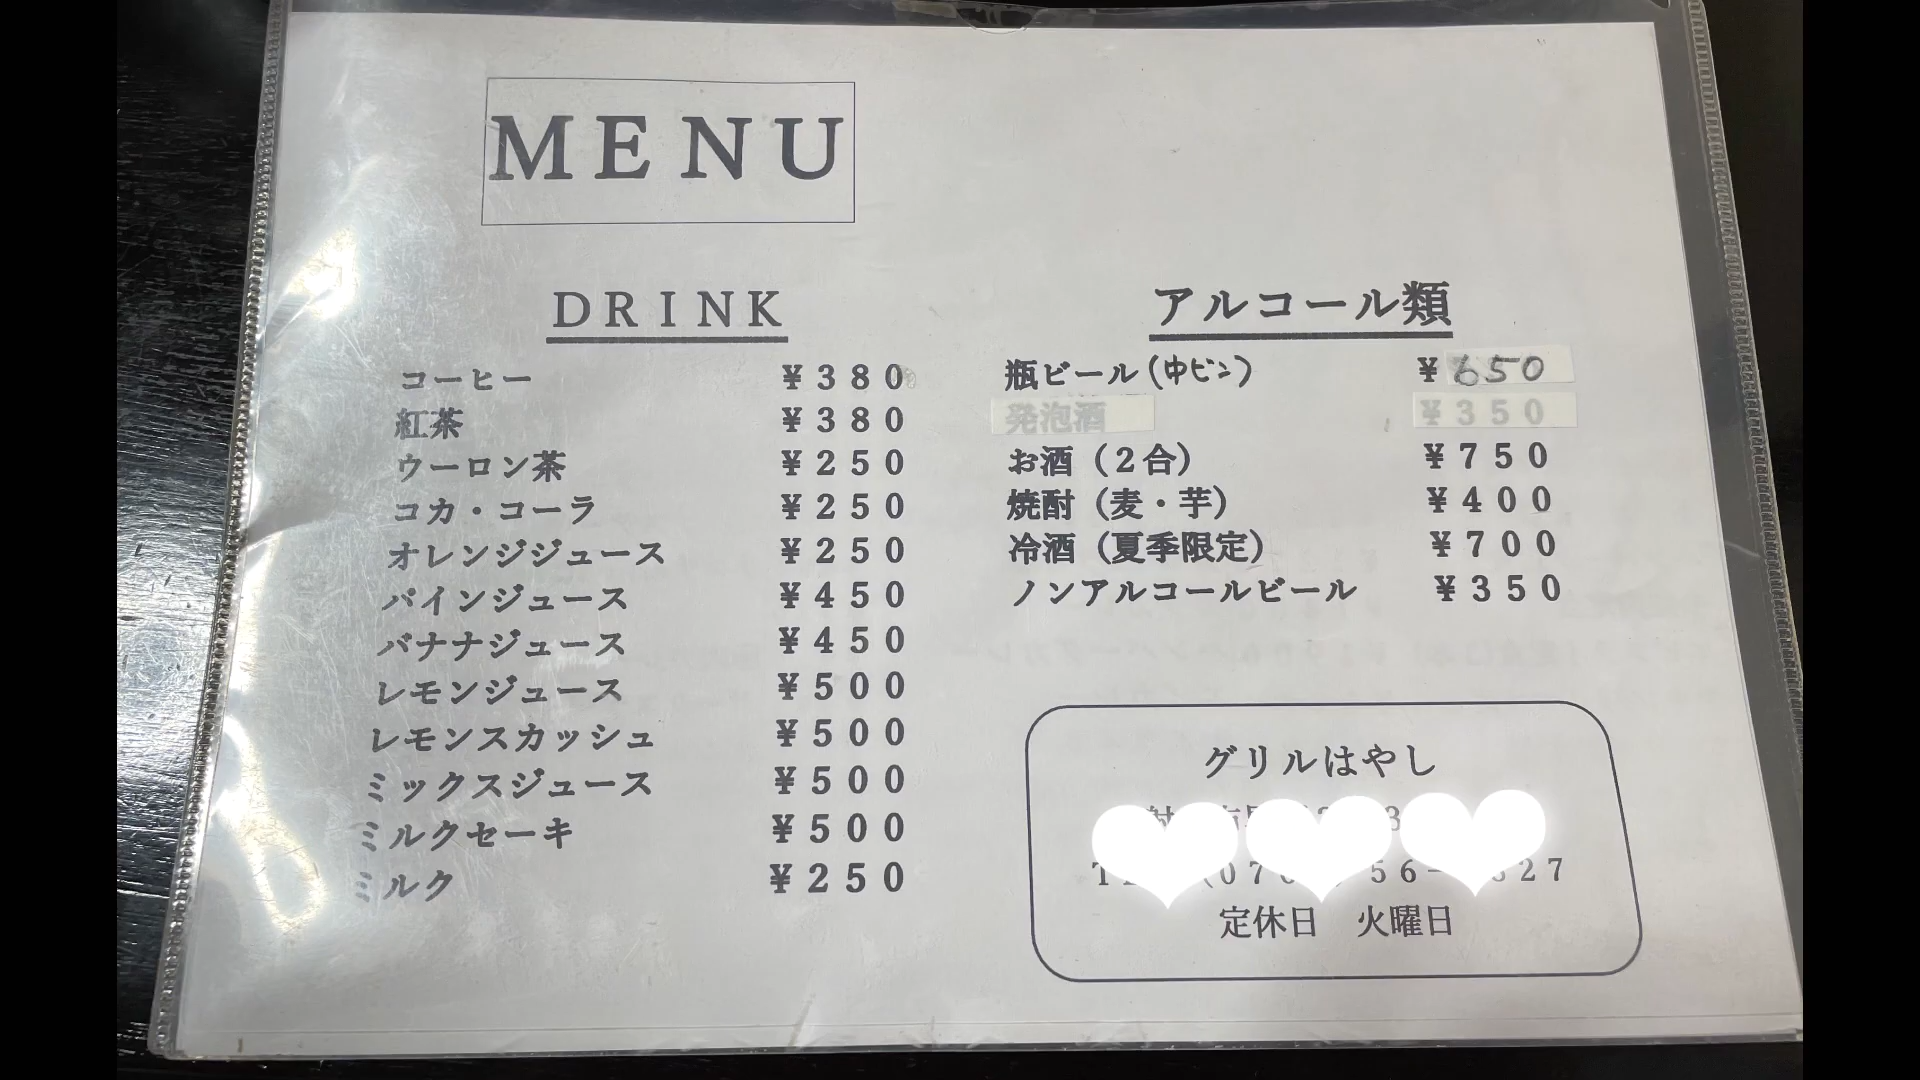 MENU
DRINK
コーヒー ¥380
紅茶 ¥380
ウーロン茶 ¥250
コカ・コーラ ¥250
オレンジジュース ¥250
パインジュース ¥450
バナナジュース ¥450
レモンジュース ¥500
レモンスカッシュ ¥500
ミックスジュース ¥500
ミルクセーキ ¥500
ミルク ¥250
アルコール類
瓶ビール(中ビン) ¥650
発泡酒 ¥350
お酒(2合) ¥750
焼酎(麦・芋) ¥400
冷酒(夏季限定) ¥700
ノンアルコールビール ¥350
グリルはやし
定休日 火曜日